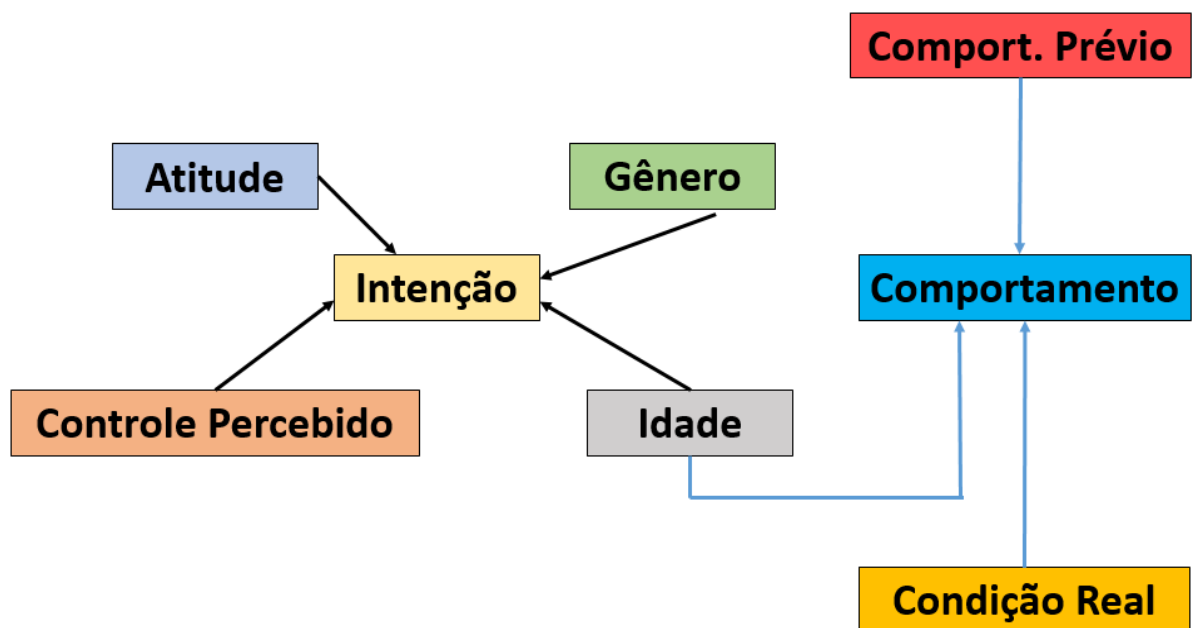 Comport. Prévio
Atitude
Gênero
Intenção
Comportamento
Controle Percebido
Idade
Condição Real